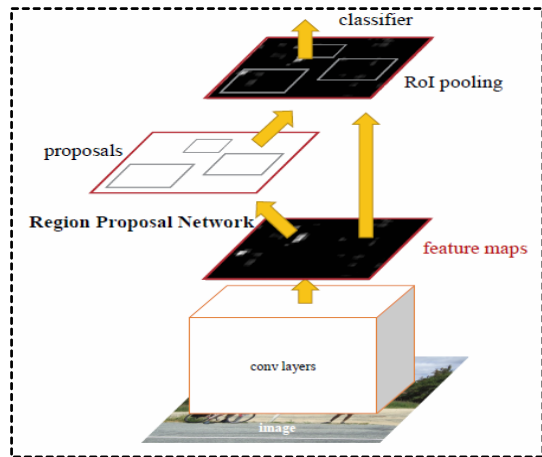 classifier
RoI pooling
proposals
Region Proposal Network
feature maps
conv layers
image